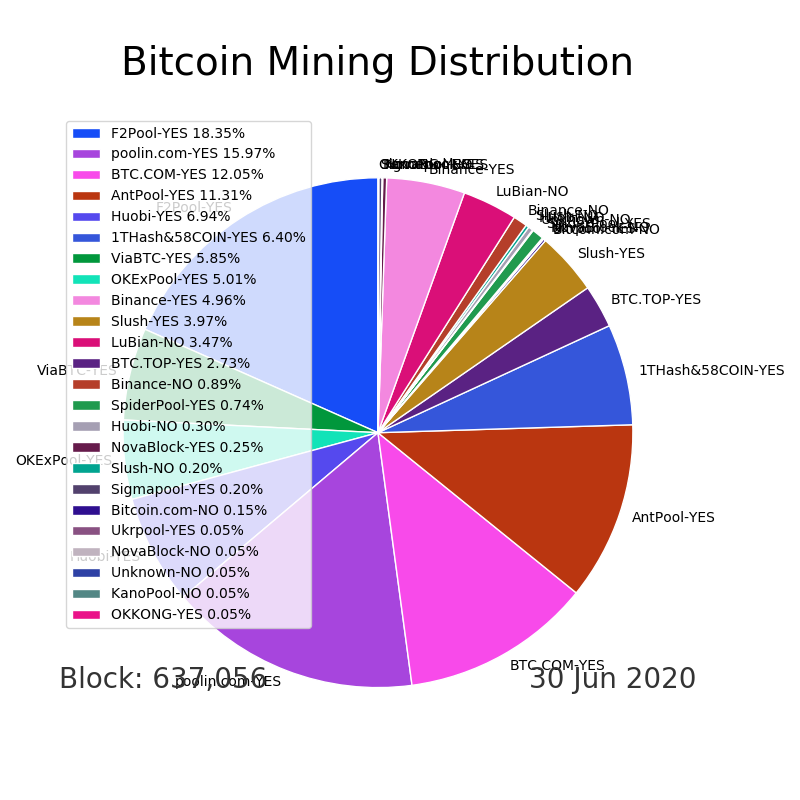 Bitcoin Mining Distribution
F2Pool-YES 18.35%
poolin.com-YES 15.97%
BTC.COM-YES 12.05%
AntPool-YES 11.31%
Huobi-YES 6.94%
1THash&58COIN-YES 6.40%
ViaBTC-YES 5.85%
OKExPool-YES 5.01%
Binance-YES 4.96%
Slush-YES 3.97%
LuBian-NO 3.47%
BTC.TOP-YES 2.73%
Binance-NO 0.89%
SpiderPool-YES 0.74%
Huobi-NO 0.30%
NovaBlock-YES 0.25%
Slush-NO 0.20%
Sigmapool-YES 0.20%
Bitcoin.com-NO 0.15%
Ukrpool-YES 0.05%
NovaBlock-NO 0.05%
Unknown-NO 0.05%
KanoPool-NO 0.05%
OKKONG-YES 0.05%
Binance-YES
LuBian-NO
Binance-NO
Slush-YES
BTC.TOP-YES
1THash&58COIN-YES
AntPool-YES
BTC.COM-YES
poolin.com-YES
Huobi-YES
OKExPool-YES
ViaBTC-YES
F2Pool-YES
Block: 637,056
30 Jun 2020